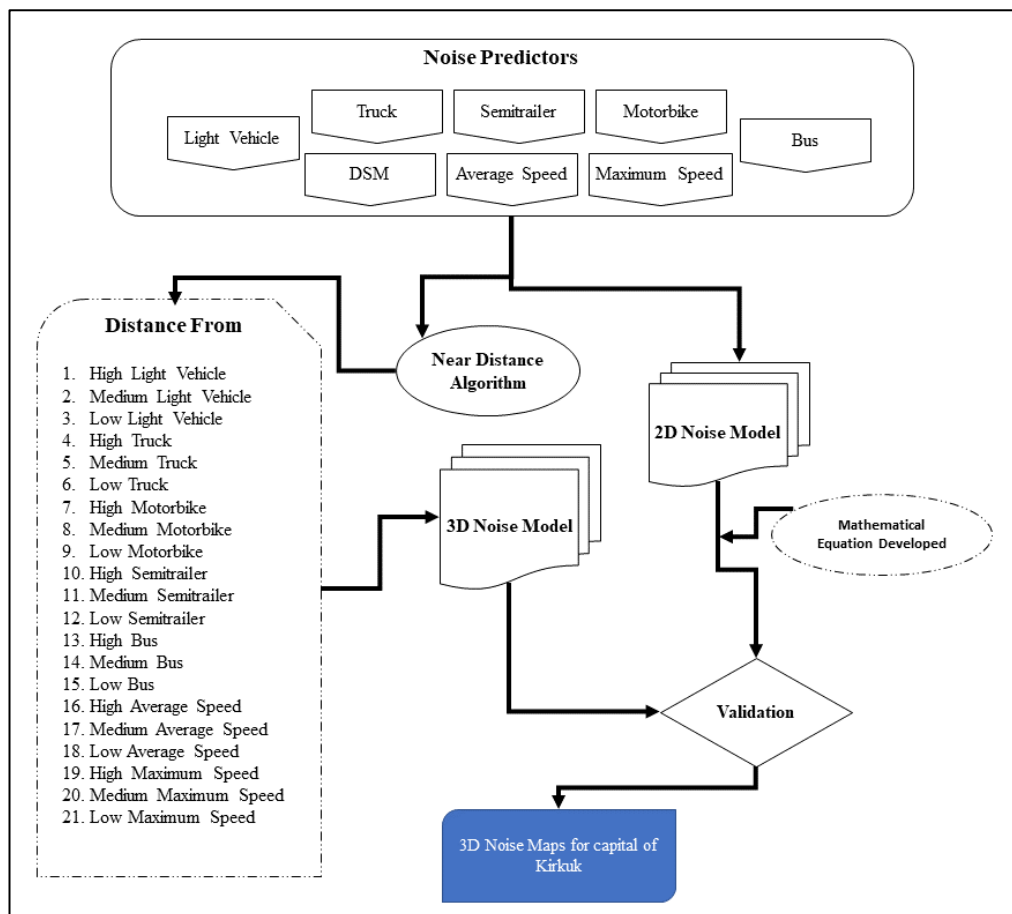 Noise Predictors
Truck
Semitrailer
Motorbike
Light Vehicle
Bus
DSM
Average Speed
Maximum Speed
Distance From
1. High Light Vehicle
2. Medium Light Vehicle
3. Low Light Vehicle
4. High Truck
5. Medium Truck
6. Low Truck
7. High Motorbike
8. Medium Motorbike
9. Low Motorbike
10. High Semitrailer
11. Medium Semitrailer
12. Low Semitrailer
13. High Bus
14. Medium Bus
15. Low Bus
16. High Average Speed
17. Medium Average Speed
18. Low Average Speed
19. High Maximum Speed
20. Medium Maximum Speed
21. Low Maximum Speed
Near Distance
Algorithm
2D Noise Model
3D Noise Model
Mathematical
Equation Developed
Validation
3D Noise Maps for capital of
Kirkuk